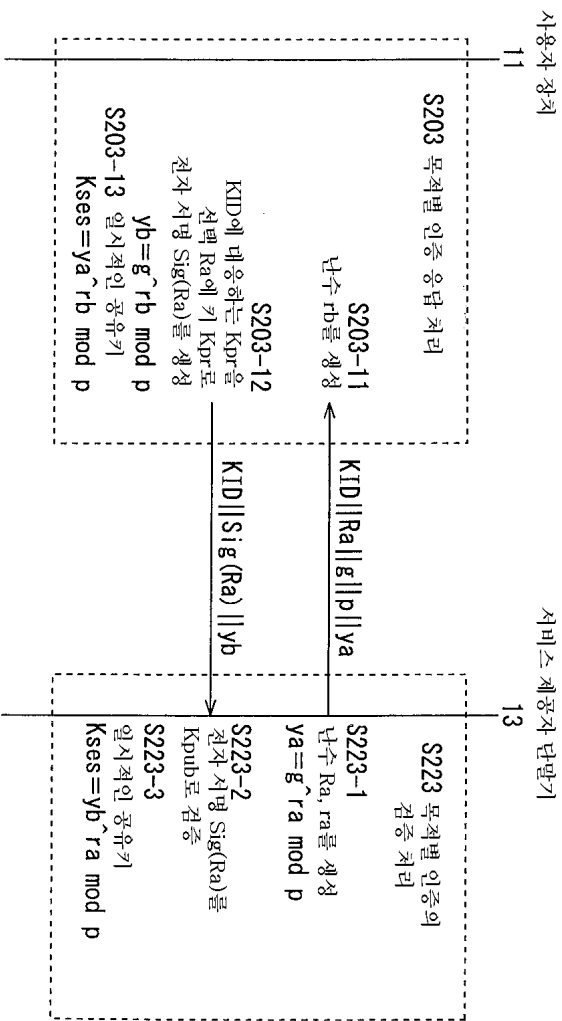 사용자 장치
11
S203 목적별 인증 응답 처리
S203-11
난수 rb를 생성
S203-12
KID에 대응하는 Kpr을
선택 Ra에 키 Kpr로
전자 서명 Sig(Ra)를 생성
yb=g^rb mod p
S203-13 일시적인 공유키
Kses=ya^rb mod p
KID||Ra||g||p||ya
KID||Sig(Ra)||yb
서비스 제공자 단말기
13
S223 목적별 인증의
검증 처리
S223-1
난수 Ra, ra를 생성
ya=g^ra mod p
S223-2
전자 서명 Sig(Ra)를
Kpub로 검증
S223-3
일시적인 공유키
Kses=yb^ra mod p